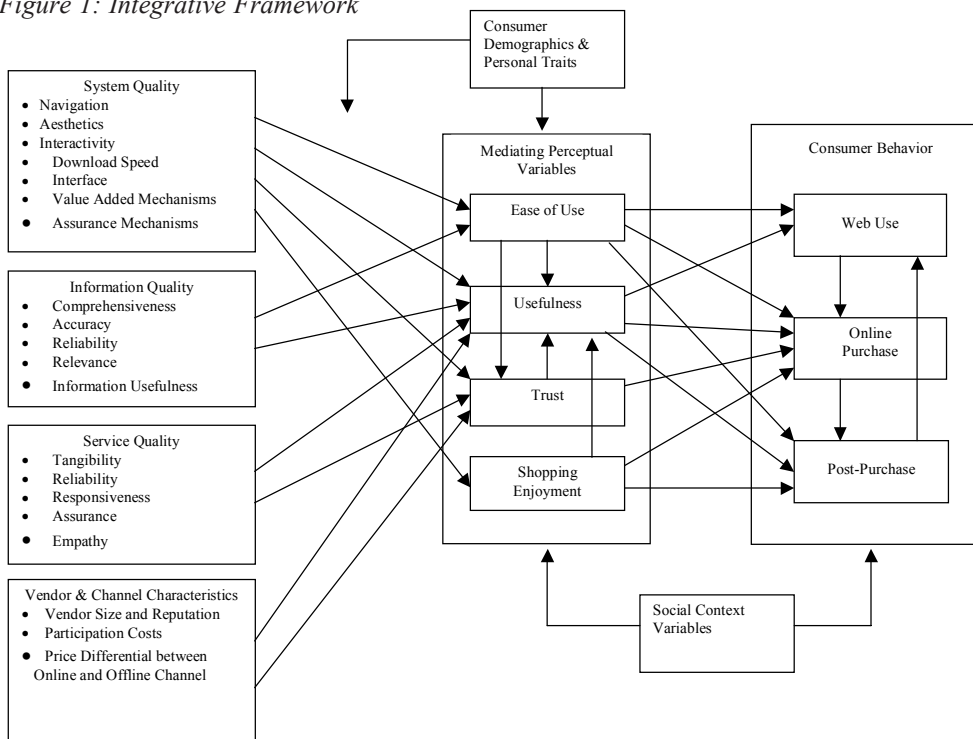 Figure 1: Integrative Framework
Consumer
Demographics &
Personal Traits
System Quality
• Navigation
• Aesthetics
• Interactivity
• Download Speed
• Interface
• Value Added Mechanisms
• Assurance Mechanisms
Information Quality
• Comprehensiveness
• Accuracy
• Reliability
• Relevance
• Information Usefulness
Service Quality
• Tangibility
• Reliability
• Responsiveness
• Assurance
• Empathy
Vendor & Channel Characteristics
• Vendor Size and Reputation
• Participation Costs
• Price Differential between
Online and Offline Channel
Mediating Perceptual
Variables
Ease of Use
Usefulness
Trust
Shopping
Enjoyment
Consumer Behavior
Web Use
Online
Purchase
Post-Purchase
Social Context
Variables